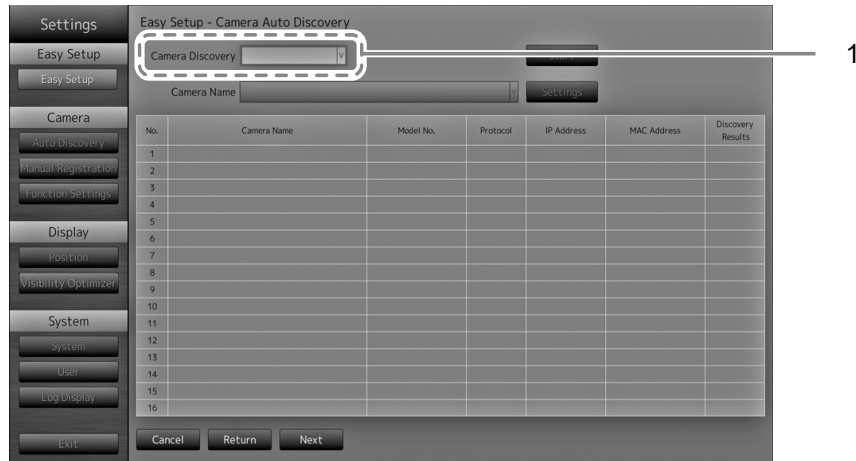 Settings
Easy Setup
Easy Setup
Camera
Auto Discovery
Manual Registration
Function Settings
Display
Position
Visibility Optimizer
System
System
User
Log Display
Exit
Easy Setup - Camera Auto Discovery
Camera Discovery
1
Camera Name
Settings
No. Camera Name Model No. Protocol IP Address MAC Address Discovery Results
1
2
3
4
5
6
7
8
9
10
11
12
13
14
15
16
Cancel Return Next